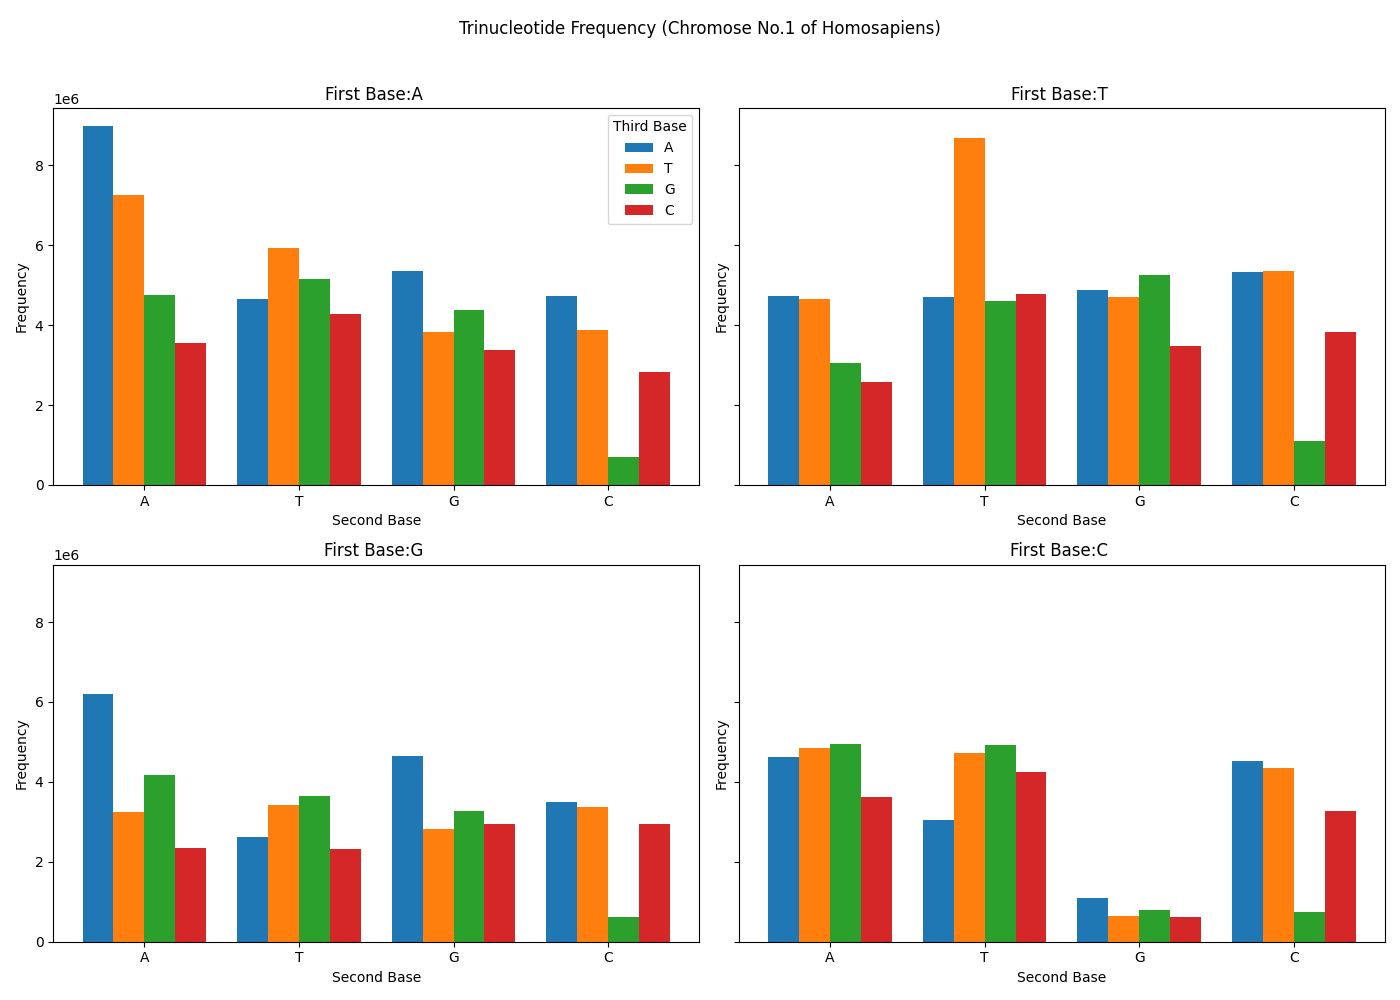 Trinucleotide Frequency (Chromose No.1 of Homosapiens)
First Base:A
1e6
Frequency
8
6
4
2
0
A T G C
Second Base
Third Base
A
T
G
C
First Base:T
Frequency
A T G C
Second Base
First Base:G
1e6
Frequency
8
6
4
2
0
A T G C
Second Base
First Base:C
Frequency
A T G C
Second Base